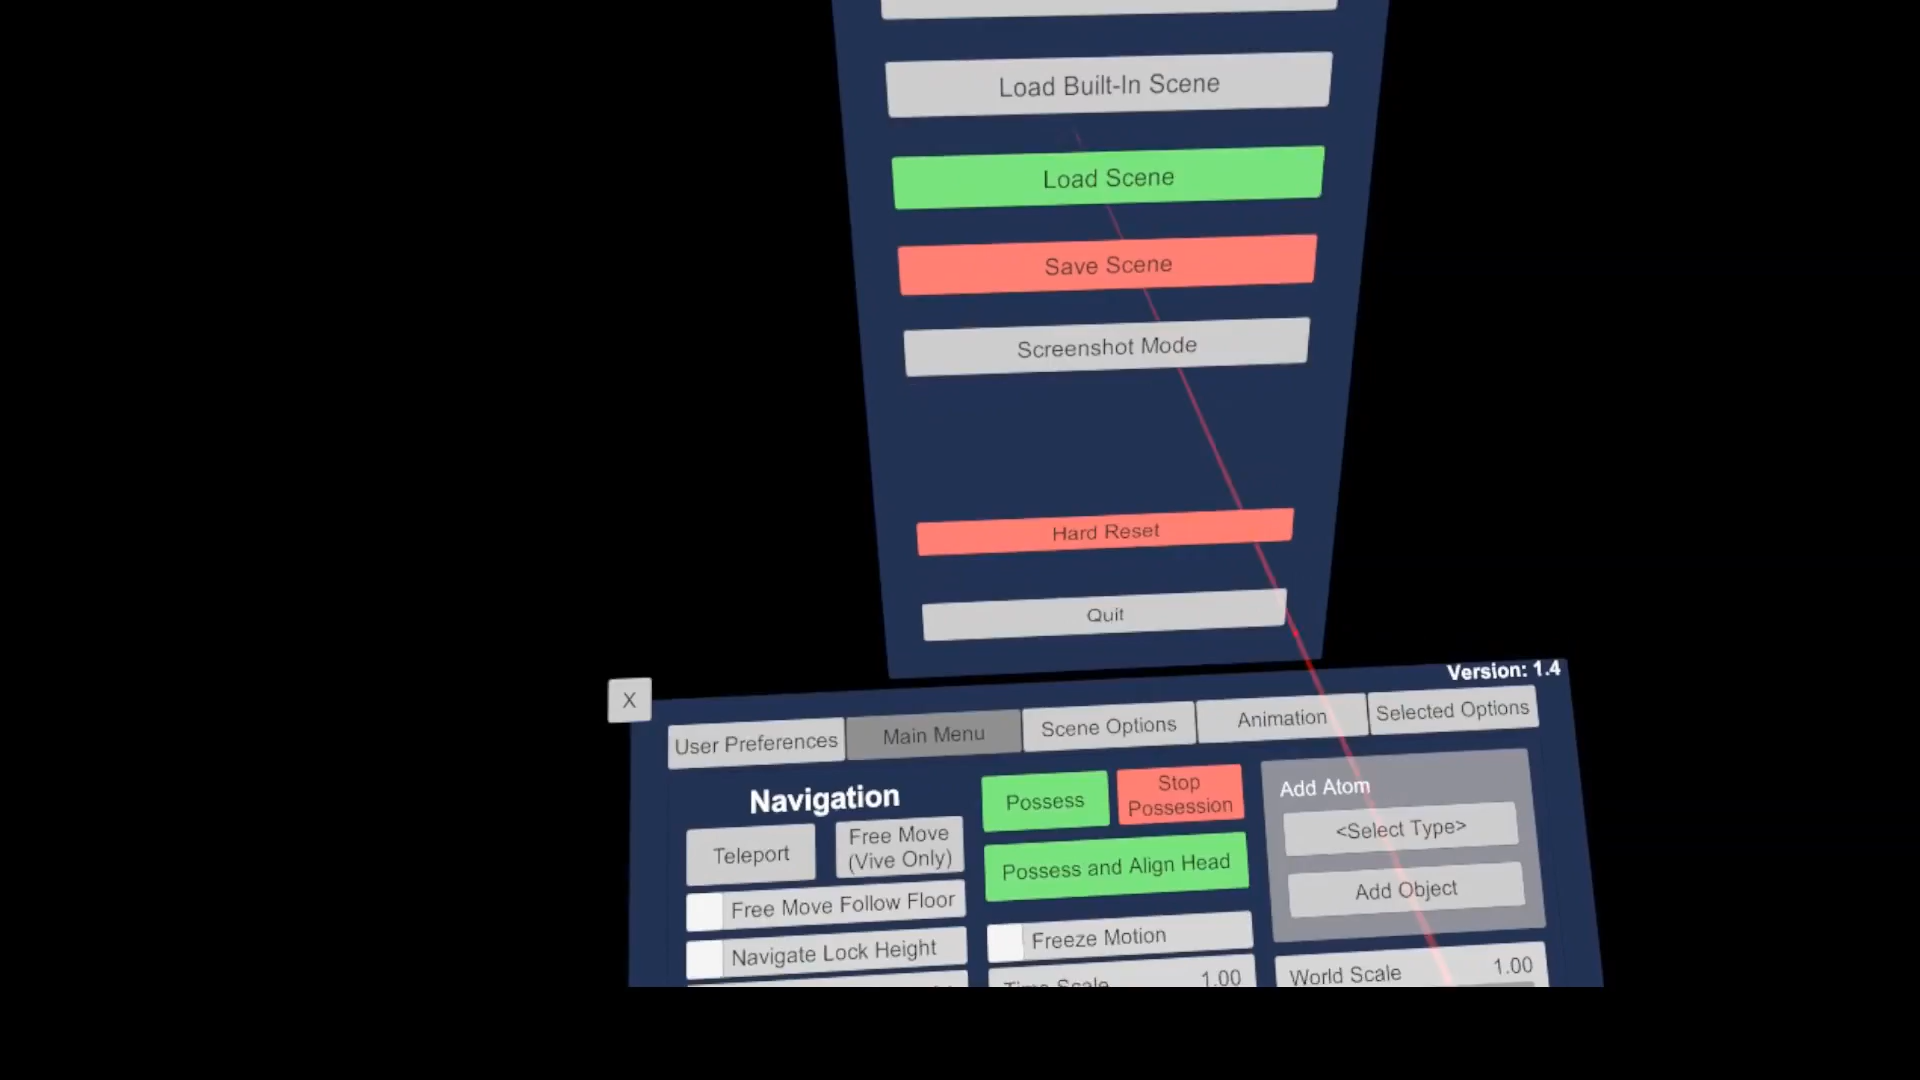 Load Built-In Scene
Load Scene
Save Scene
Screenshot Mode
Hard Reset
Quit
Version: 1.4
X
User Preferences
Main Menu
Scene Options
Animation
Selected Options
Navigation
Teleport
Free Move
(Vive Only)
Free Move Follow Floor
Navigate Lock Height
Possess
Stop
Possession
Possess and Align Head
Freeze Motion
Time Scale 1.00
Add Atom
<Select Type>
Add Object
World Scale 1.00